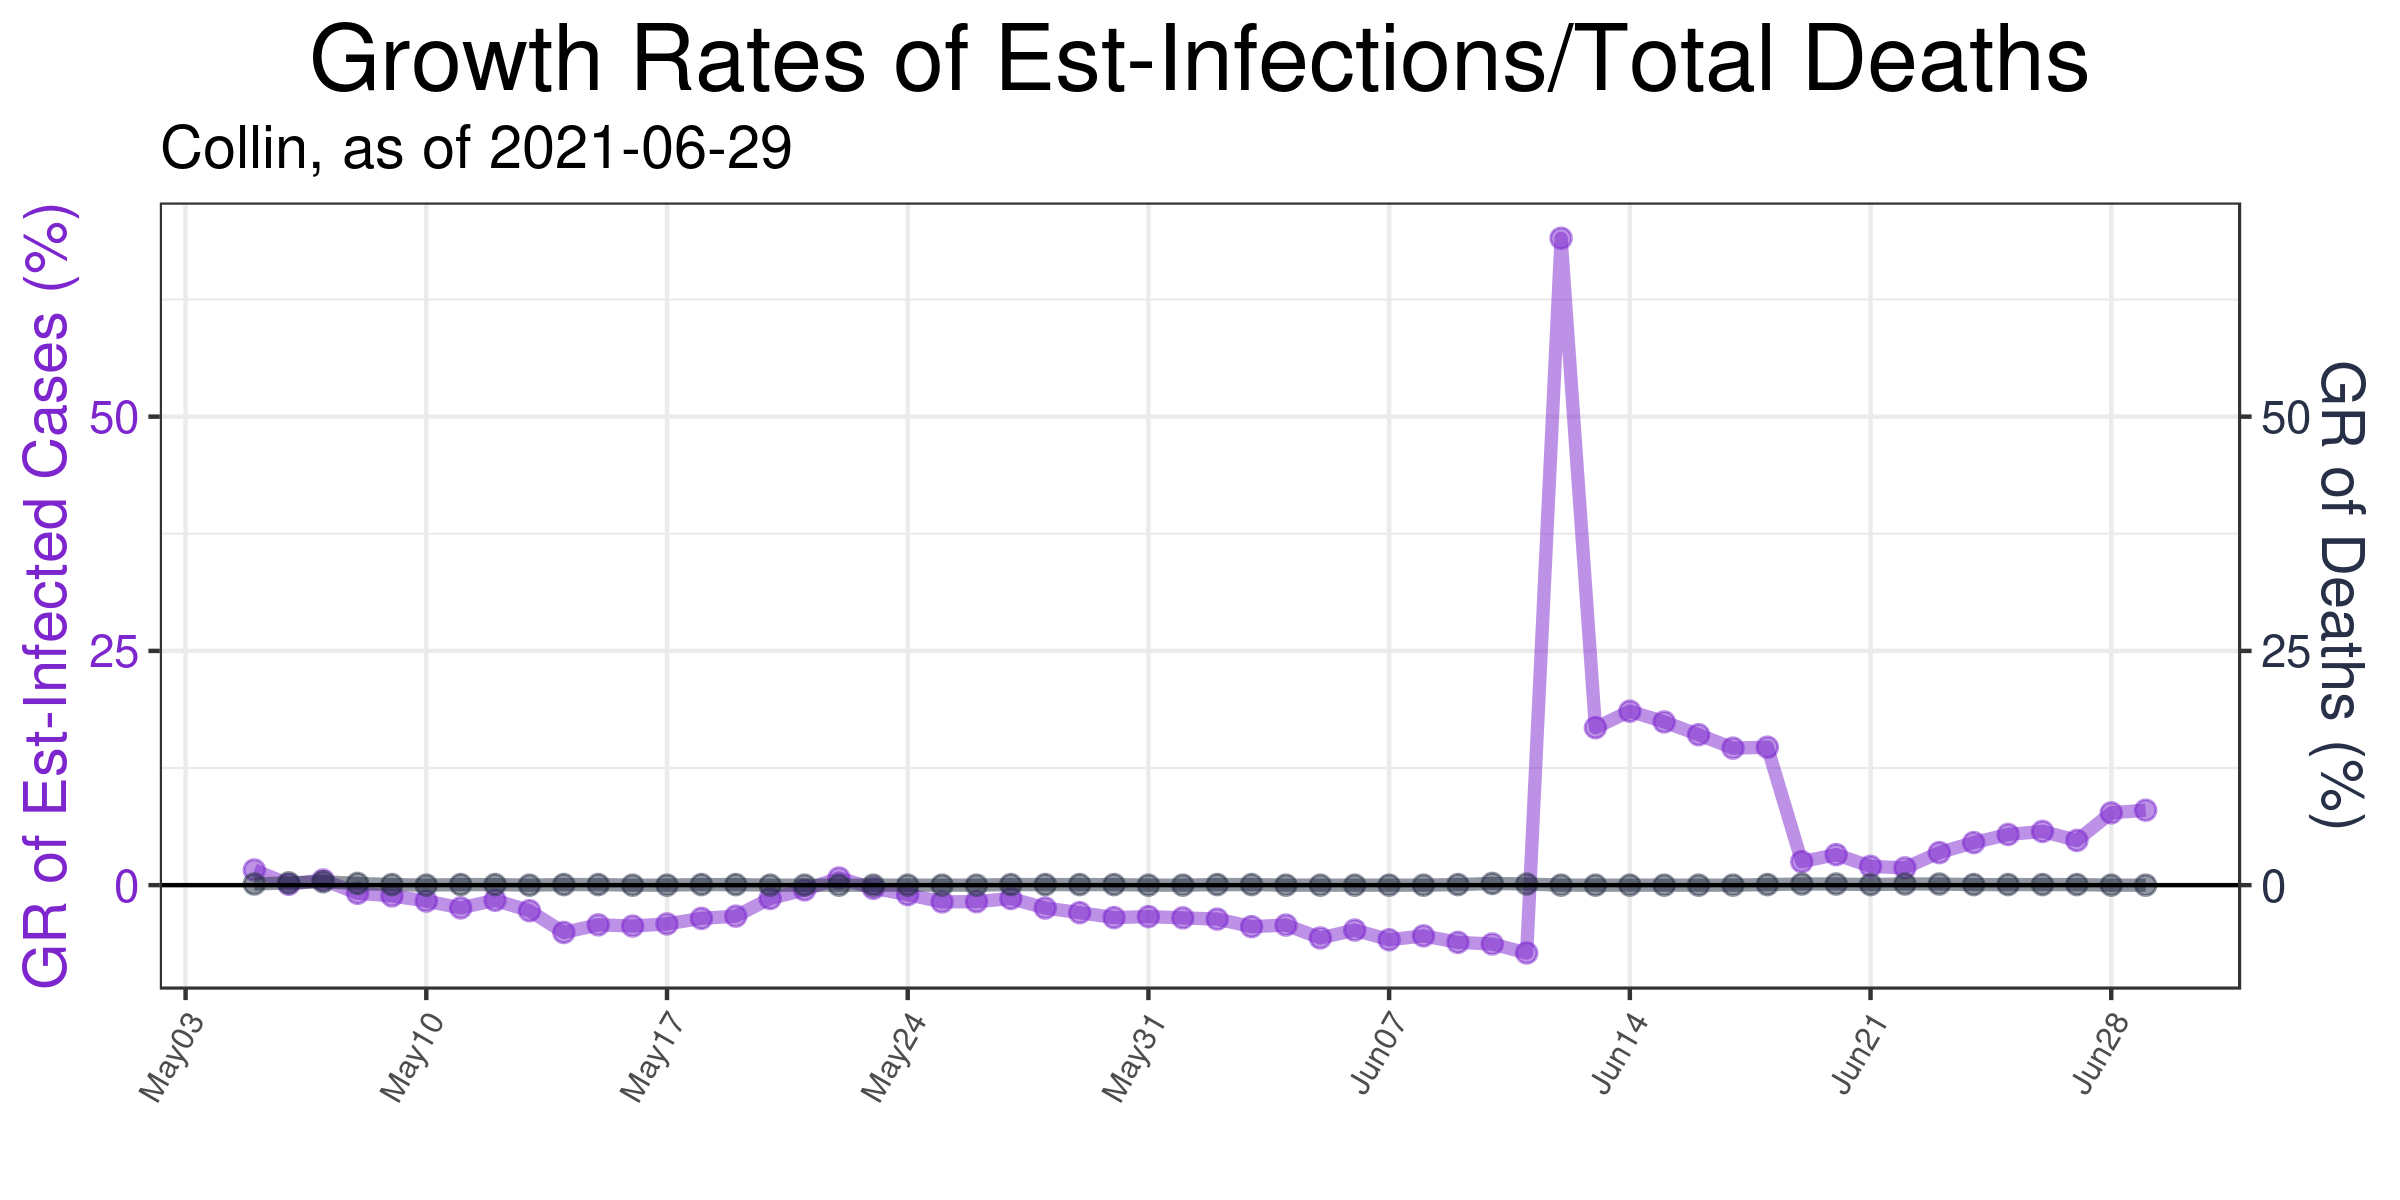 Growth Rates of Est-Infections/Total Deaths
Collin, as of 2021-06-29
GR of Est-Infected Cases (%)
50
25
0
50
25
0
GR of Deaths (%)
May03
May10
May17
May24
May31
Jun07
Jun14
Jun21
Jun28